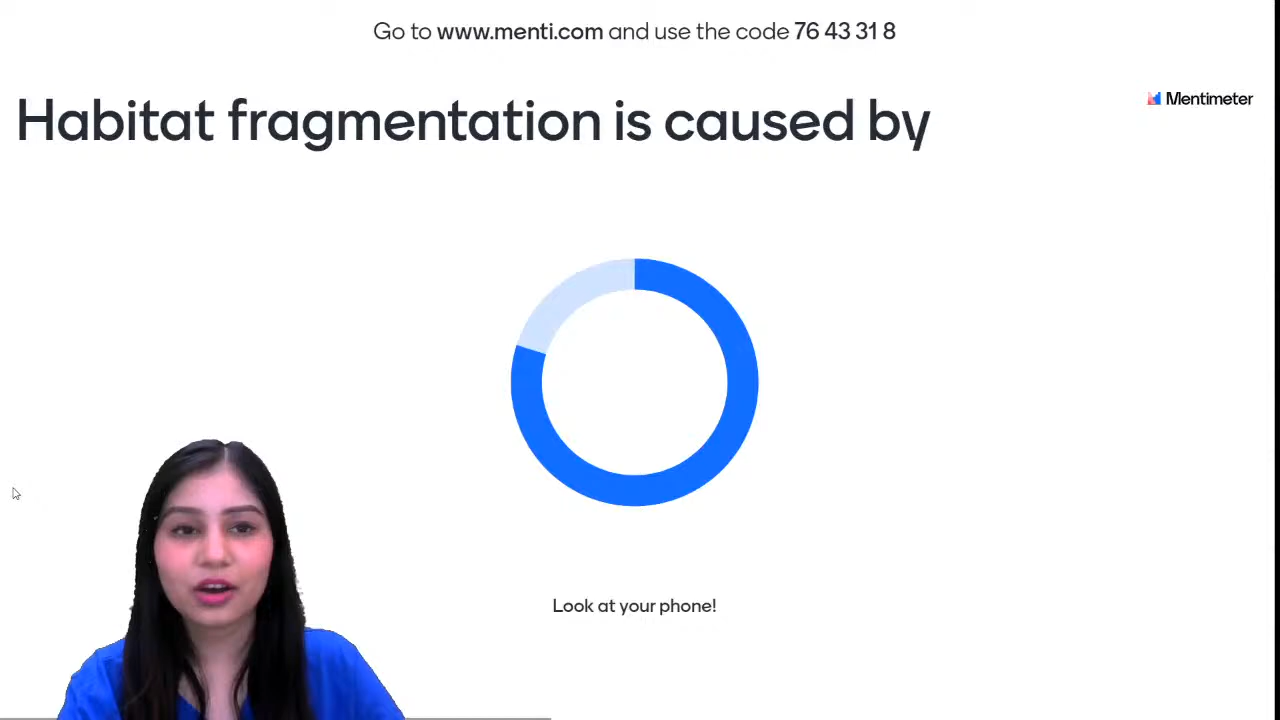 Go to www.menti.com and use the code 76 43 31 8
Mentimeter
Habitat fragmentation is caused by
Look at your phone!